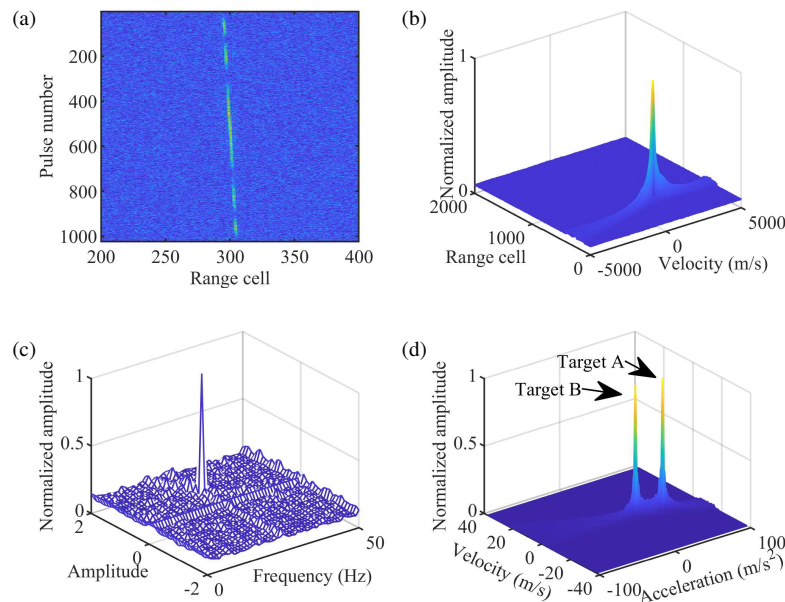 (a)
Pulse number
200
400
600
800
1000
200
250
300
350
400
Range cell
(b)
Normalized amplitude
1
0
2000
1000
0
Range cell
-5000
0
5000
Velocity (m/s)
(c)
Normalized amplitude
1
0.5
0
2
0
-2
Amplitude
0
50
Frequency (Hz)
(d)
Target A
Target B
Normalized amplitude
1
0.5
0
40
20
0
-20
-40
Velocity (m/s)
-100
0
100
Acceleration (m/s²)